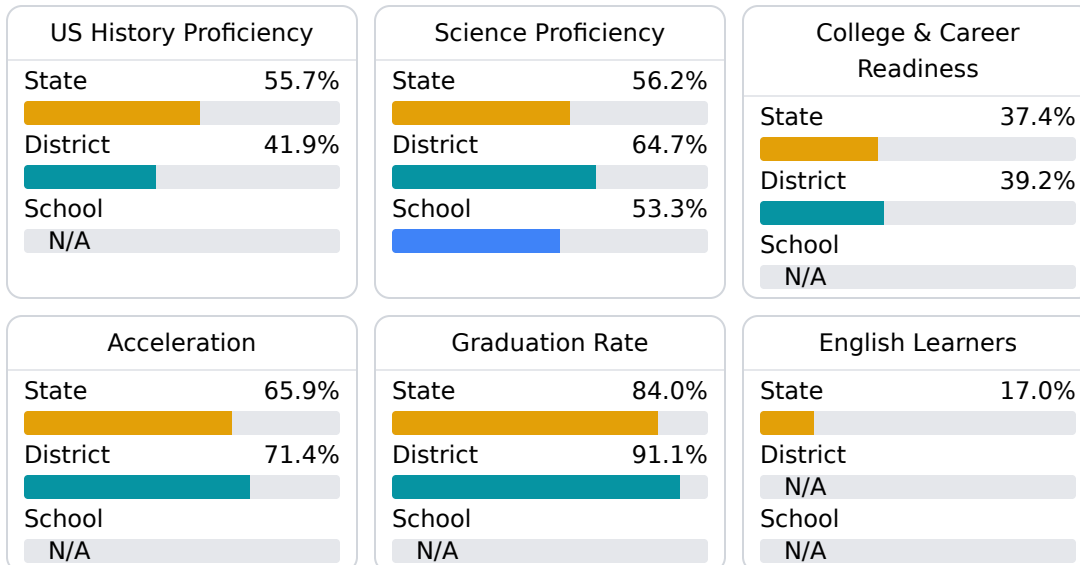 US History Proficiency
State 55.7%
District 41.9%
School
N/A
Science Proficiency
State 56.2%
District 64.7%
School 53.3%
College & Career
Readiness
State 37.4%
District 39.2%
School
N/A
Acceleration
State 65.9%
District 71.4%
School
N/A
Graduation Rate
State 84.0%
District 91.1%
School
N/A
English Learners
State 17.0%
District
N/A
School
N/A